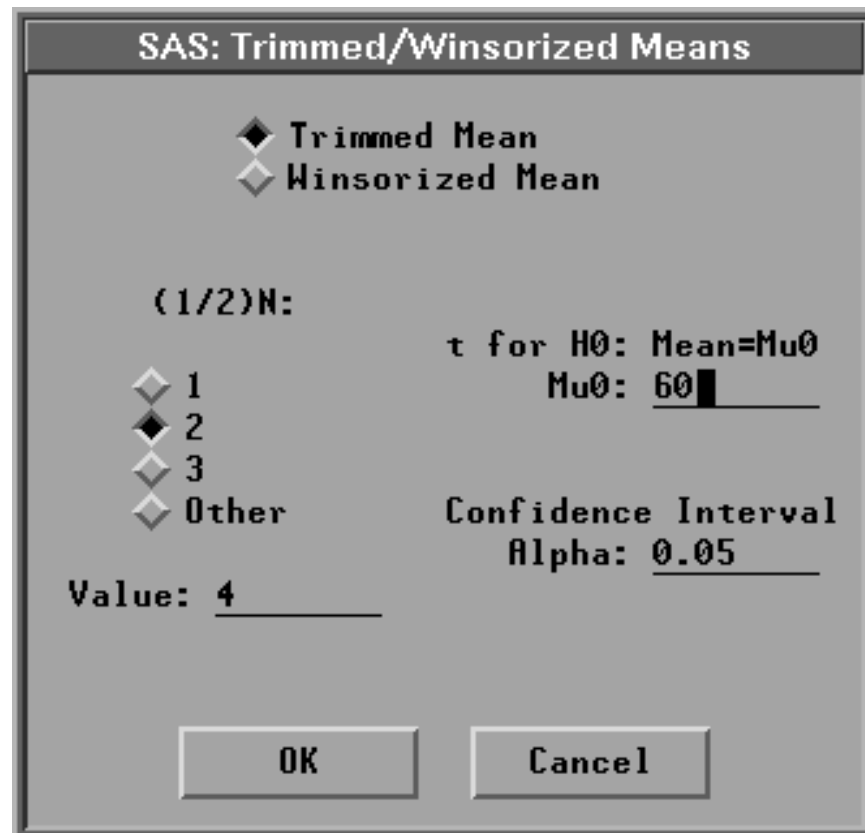 SAS: Trimmed/Winsorized Means
Trimmed Mean
Winsorized Mean
(1/2)N:
1
2
3
Other
Value: 4
t for H0: Mean=Mu0
Mu0: 60
Confidence Interval
Alpha: 0.05
OK
Cancel